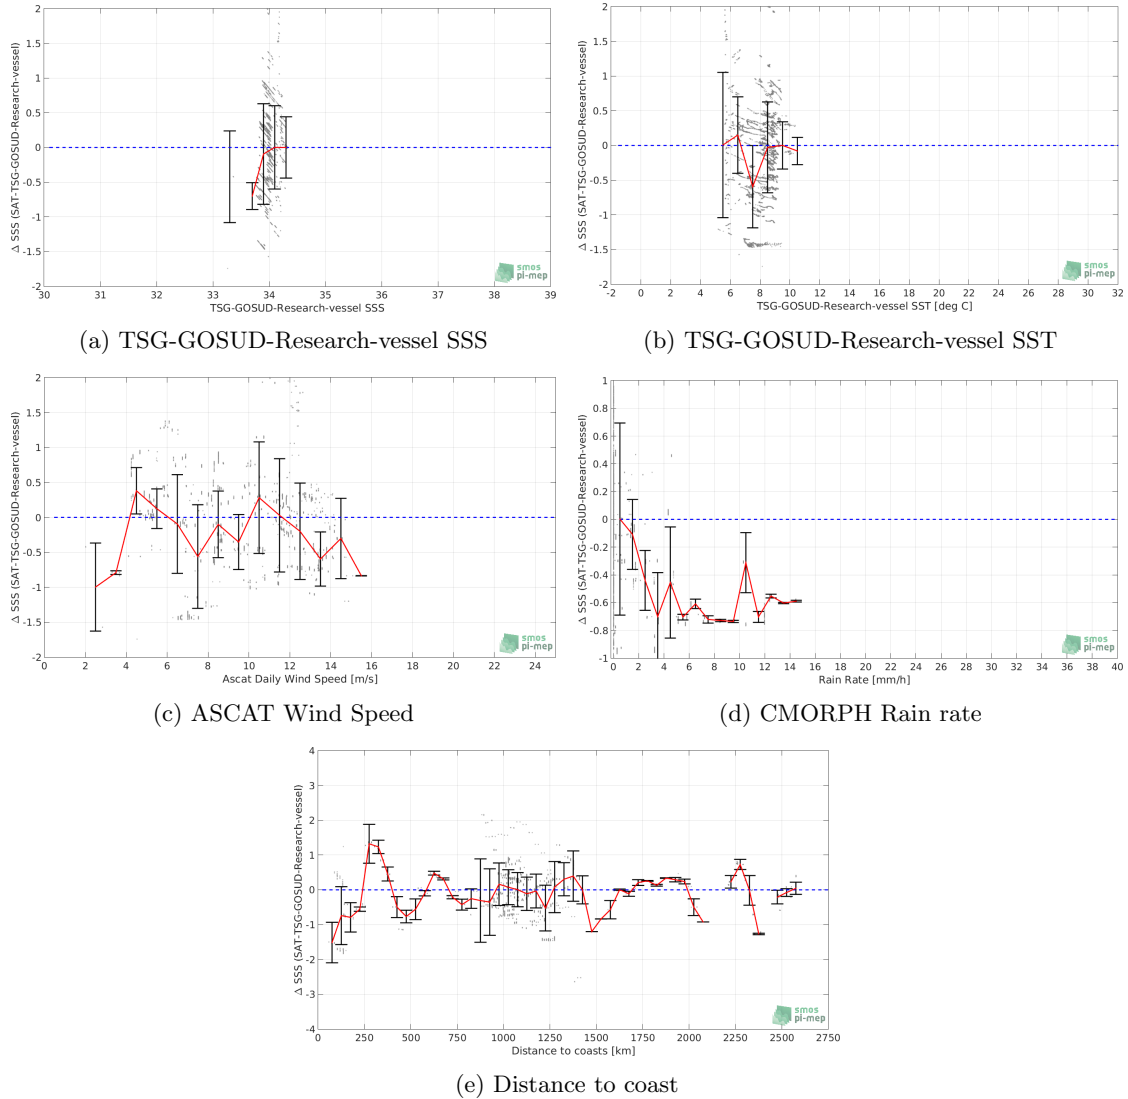 Δ SSS (SAT-TSG-GOSUD-Research-vessel)
2
1.5
1
0.5
0
-0.5
-1
-1.5
-2
30 31 32 33 34 35 36 37 38 39
TSG-GOSUD-Research-vessel SSS
smos
pi-mep
(a) TSG-GOSUD-Research-vessel SSS
Δ SSS (SAT-TSG-GOSUD-Research-vessel)
2
1.5
1
0.5
0
-0.5
-1
-1.5
-2
-2 0 2 4 6 8 10 12 14 16 18 20 22 24 26 28 30 32
TSG-GOSUD-Research-vessel SST [deg C]
smos
pi-mep
(b) TSG-GOSUD-Research-vessel SST
Δ SSS (SAT-TSG-GOSUD-Research-vessel)
2
1.5
1
0.5
0
-0.5
-1
-1.5
-2
0 2 4 6 8 10 12 14 16 18 20 22 24
Ascat Daily Wind Speed [m/s]
smos
pi-mep
(c) ASCAT Wind Speed
Δ SSS (SAT-TSG-GOSUD-Research-vessel)
1
0.8
0.6
0.4
0.2
0
-0.2
-0.4
-0.6
-0.8
-1
0 2 4 6 8 10 12 14 16 18 20 22 24 26 28 30 32 34 36 38 40
Rain Rate [mm/h]
smos
pi-mep
(d) CMORPH Rain rate
Δ SSS (SAT-TSG-GOSUD-Research-vessel)
4
3
2
1
0
-1
-2
-3
-4
0 250 500 750 1000 1250 1500 1750 2000 2250 2500 2750
Distance to coasts [km]
smos
pi-mep
(e) Distance to coast